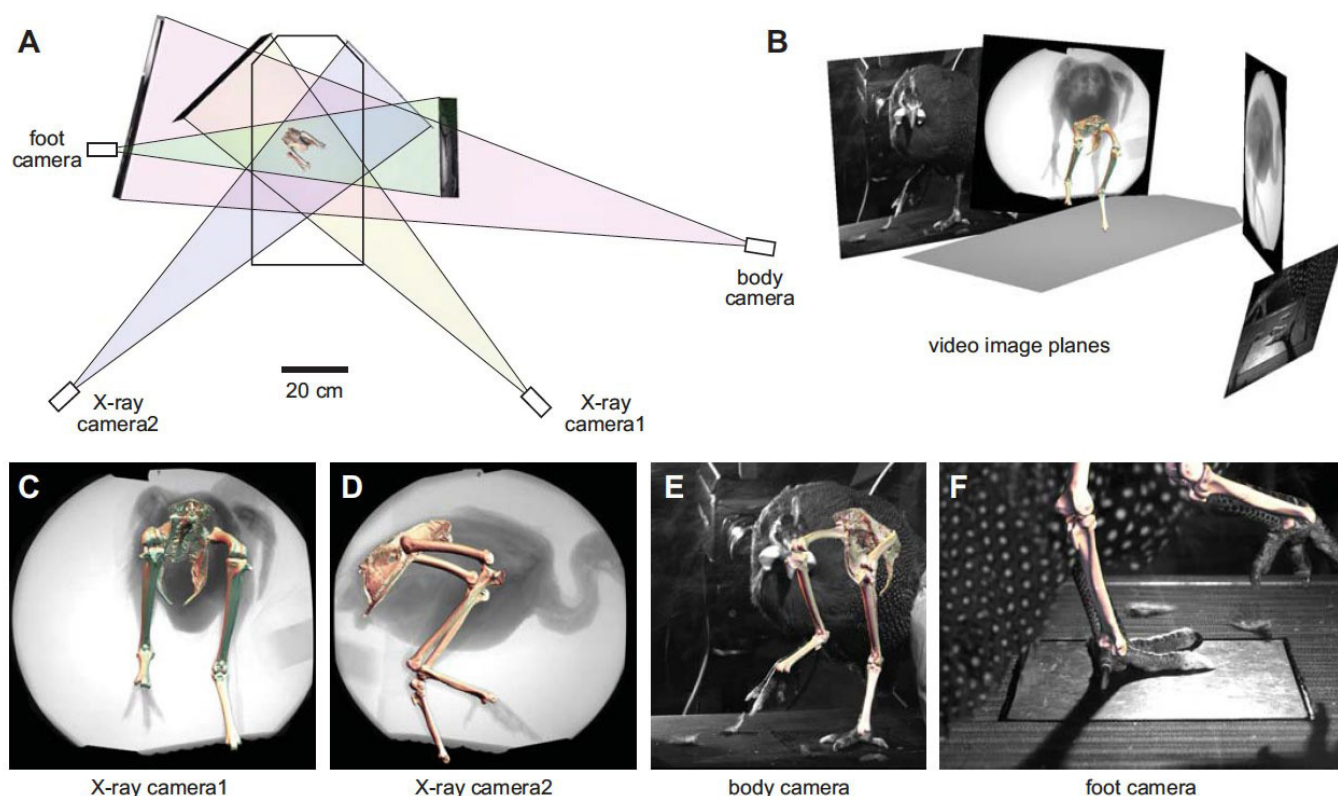 A
foot
camera
body
camera
20 cm
X-ray
camera2
X-ray
camera1
B
video image planes
C
D
E
F
X-ray camera1
X-ray camera2
body camera
foot camera